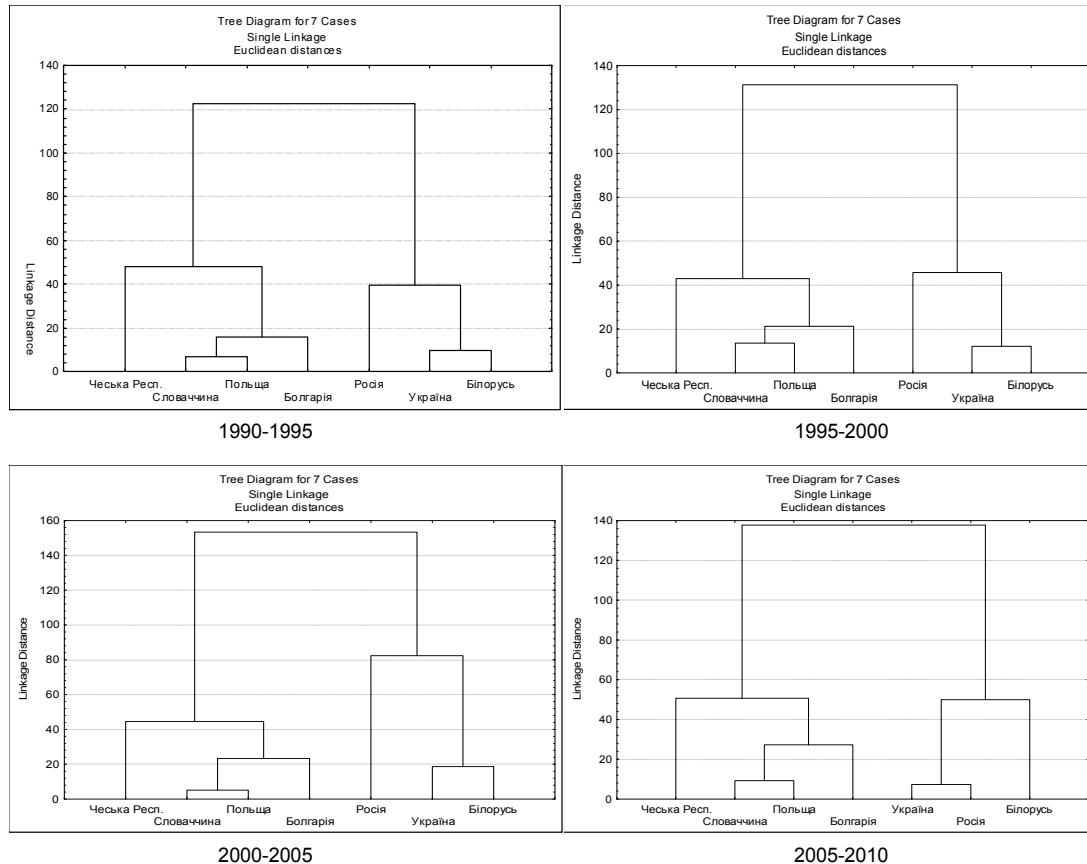 Tree Diagram for 7 Cases
Single Linkage
Euclidean distances
140
120
100
80
60
40
20
0
Linkage Distance
Чеська Респ. Польща Росія Білорусь
Словаччина Болгарія Україна
1990-1995
Tree Diagram for 7 Cases
Single Linkage
Euclidean distances
140
120
100
80
60
40
20
0
Linkage Distance
Чеська Респ. Польща Росія Білорусь
Словаччина Болгарія Україна
1995-2000
Tree Diagram for 7 Cases
Single Linkage
Euclidean distances
160
140
120
100
80
60
40
20
0
Linkage Distance
Чеська Респ. Польща Росія Білорусь
Словаччина Болгарія Україна
2000-2005
Tree Diagram for 7 Cases
Single Linkage
Euclidean distances
140
120
100
80
60
40
20
0
Linkage Distance
Чеська Респ. Польща Україна Білорусь
Словаччина Болгарія Росія
2005-2010